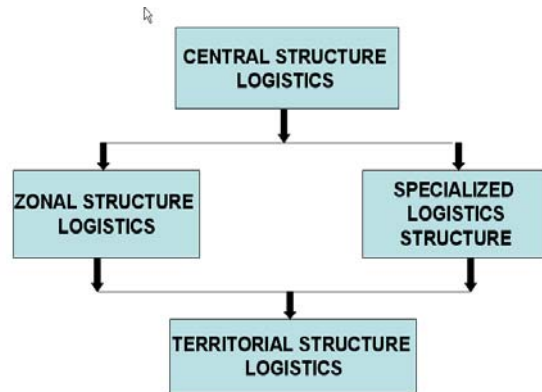 CENTRAL STRUCTURE
LOGISTICS
ZONAL STRUCTURE
LOGISTICS
SPECIALIZED
LOGISTICS
STRUCTURE
TERRITORIAL STRUCTURE
LOGISTICS